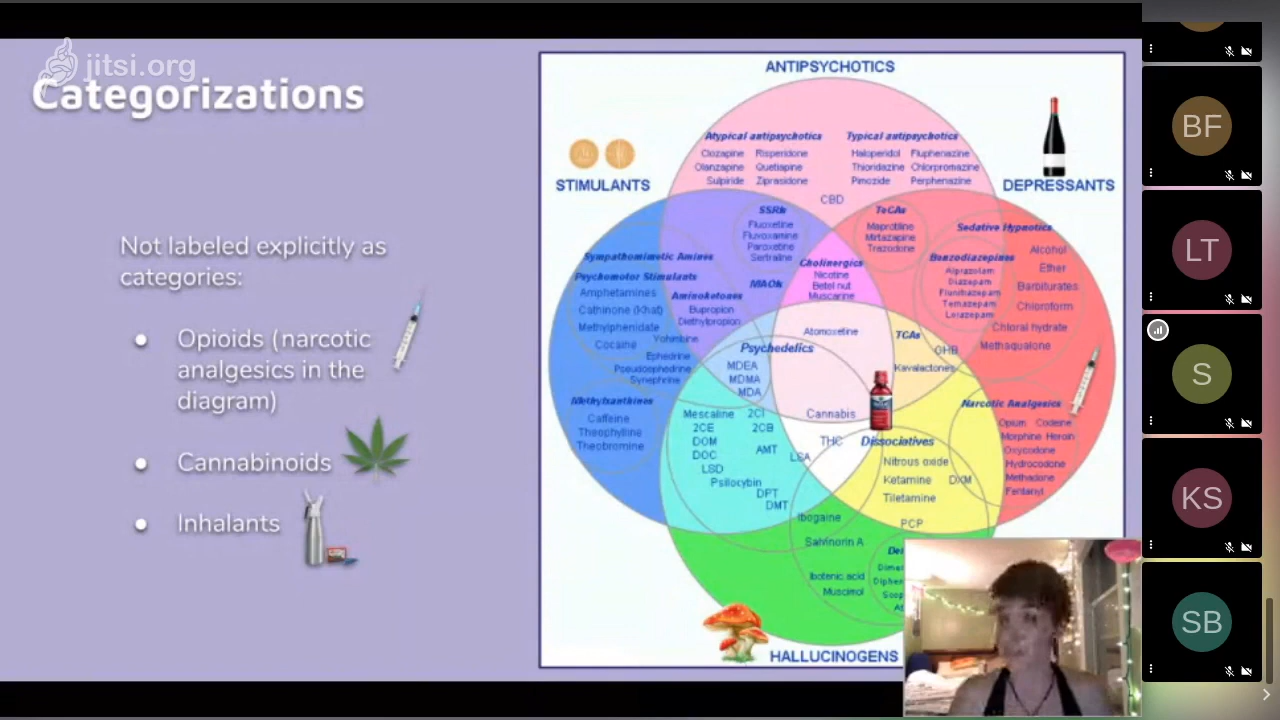 jitsi.org
Categorizations
Not labeled explicitly as
categories:
Opioids (narcotic
analgesics in the
diagram)
Cannabinoids
Inhalants
ANTIPSYCHOTICS
STIMULANTS
DEPRESSANTS
Atypical antipsychotics
Typical antipsychotics
Clozapine Risperidone
Olanzapine Quetiapine
Sulpiride Ziprasidone
Haloperidol Fluphenazine
Thioridazine Chlorpromazine
Pimozide Perphenazine
CBD
SSRIs
Fluoxetine
Fluvoxamine
Paroxetine
Sertraline
TeCAs
Maprotiline
Mirtazapine
Trazodone
Sedative Hypnotics
Alcohol
Ether
Barbiturates
Chloroform
Chloral hydrate
Methaqualone
Benzodiazepines
Alprazolam
Diazepam
Flunitrazepam
Temazepam
Lorazepam
Sympathomimetic Amines
Psychomotor Stimulants
Amphetamines
Cathinone (Khat)
Methylphenidate
Cocaine
Aminoketones
Bupropion
Diethylpropion
MAOIs
Yohimbine
Ephedrine
Pseudoephedrine
Synephrine
Cholinergics
Nicotine
Betel nut
Muscarine
Atomoxetine
TCAs
GHB
Kavalactones
Psychedelics
MDEA
MDMA
MDA
Methylxanthines
Caffeine
Theophylline
Theobromine
Mescaline 2CI
2CE 2CB
DOM
DOC AMT
LSD
Psilocybin
DPT
DMT
Cannabis
THC
LSA
Dissociatives
Nitrous oxide
Ketamine DXM
Tiletamine
PCP
Narcotic Analgesics
Opium Codeine
Morphine Heroin
Oxycodone
Hydrocodone
Methadone
Fentanyl
Ibogaine
Salvinorin A
Ibotenic acid
Muscimol
HALLUCINOGENS
BF
LT
S
KS
SB